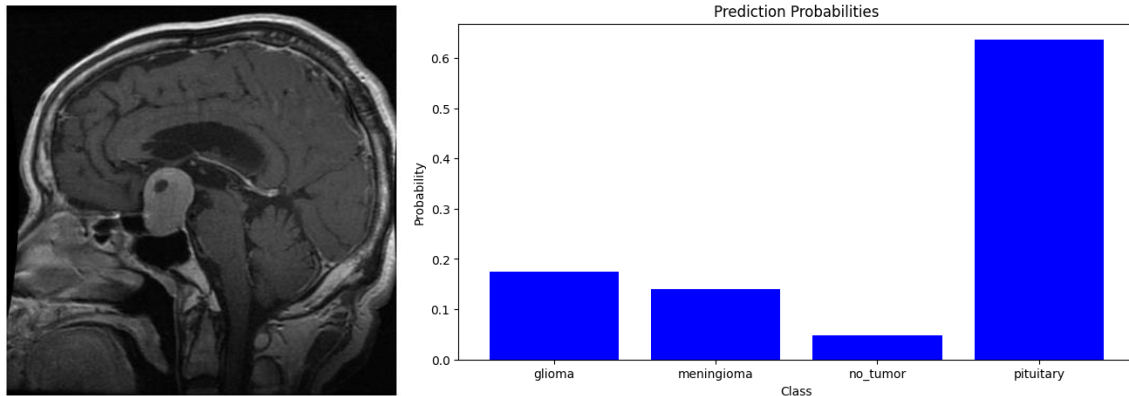 Prediction Probabilities
Probability
0.6
0.5
0.4
0.3
0.2
0.1
0.0
glioma
meningioma
no_tumor
pituitary
Class